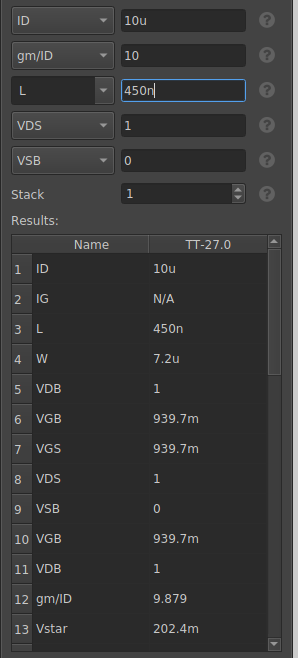 ID 10u ?
gm/ID 10 ?
L 450n ?
VDS 1 ?
VSB 0 ?
Stack 1 ?
Results:
Name TT-27.0
1 ID 10u
2 IG N/A
3 L 450n
4 W 7.2u
5 VDB 1
6 VGB 939.7m
7 VGS 939.7m
8 VDS 1
9 VSB 0
10 VGB 939.7m
11 VDB 1
12 gm/ID 9.879
13 Vstar 202.4m